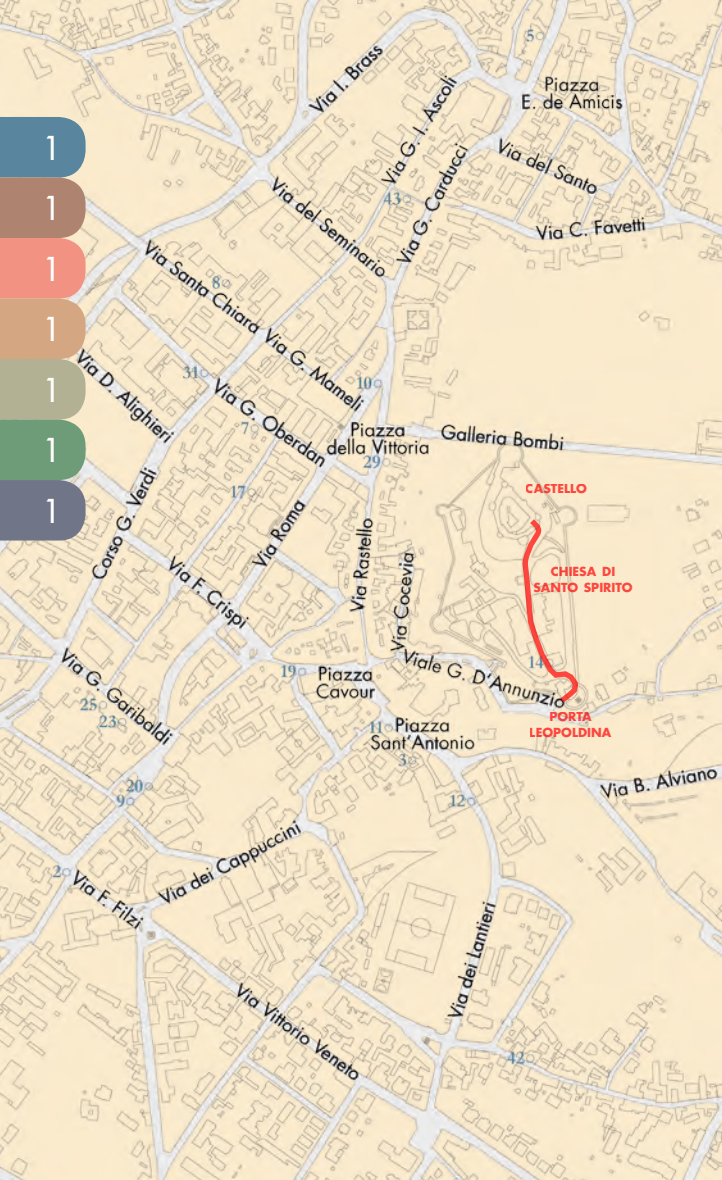 5
Piazza
E. de Amicis
Via I. Brass
Via G. I. Ascoli
Via del Santo
1
1
1
1
1
1
1
43
Via G. Carducci
Via del Seminario
Via C. Favetti
Via Santa Chiara
8
Via G. Mameli
31
10
Via D. Alighieri
Via G. Oberdan
7
Piazza
della Vittoria
Galleria Bombi
29
17
CASTELLO
Corso G. Verdi
Via Roma
Via Rastello
Via Cocevia
CHIESA DI
SANTO SPIRITO
Via F. Crispi
14
Viale G. D'Annunzio
19
Piazza
Cavour
Via G. Garibaldi
25
23
PORTA
LEOPOLDINA
11
Piazza
Sant'Antonio
3
20
9
12
Via B. Alviano
Via dei Cappuccini
2
Via F. Filzi
Via dei Lantieri
Via Vittorio Veneto
42